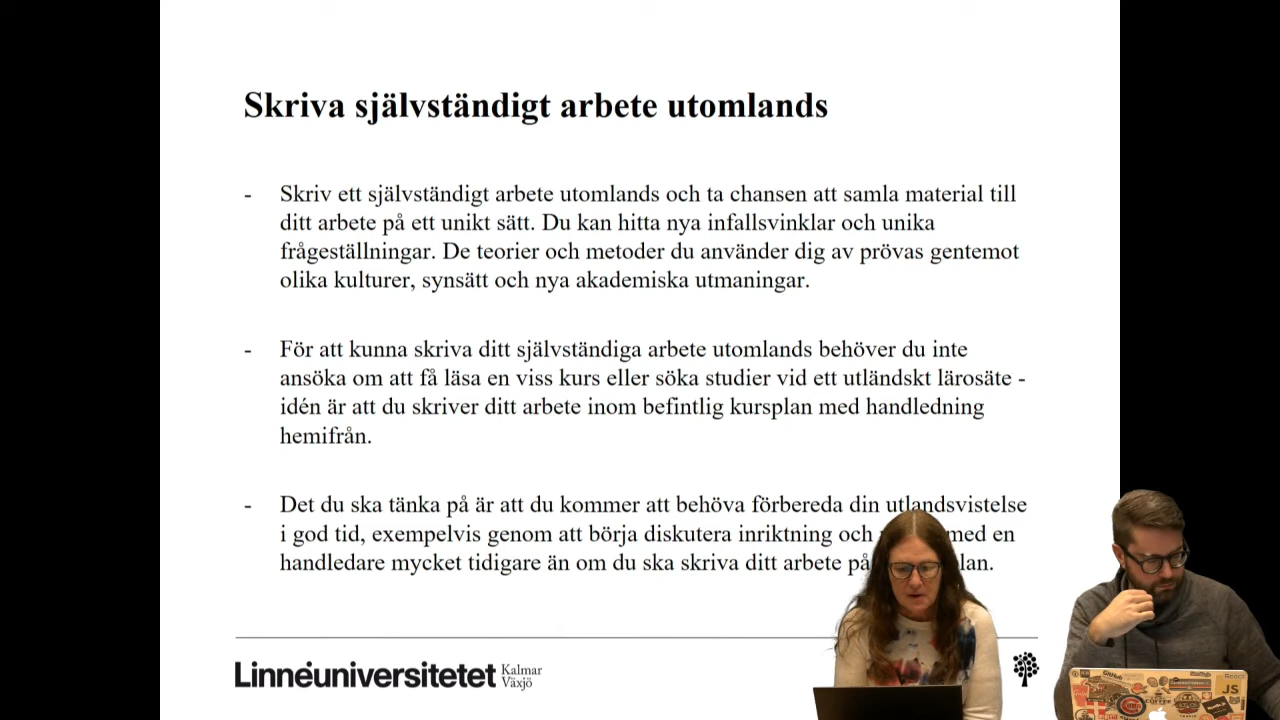 Skriva självständigt arbete utomlands
- Skriv ett självständigt arbete utomlands och ta chansen att samla material till
ditt arbete på ett unikt sätt. Du kan hitta nya infallsvinklar och unika
frågeställningar. De teorier och metoder du använder dig av prövas gentemot
olika kulturer, synsätt och nya akademiska utmaningar.
- För att kunna skriva ditt självständiga arbete utomlands behöver du inte
ansöka om att få läsa en viss kurs eller söka studier vid ett utländskt lärosäte -
idén är att du skriver ditt arbete inom befintlig kursplan med handledning
hemifrån.
- Det du ska tänka på är att du kommer att behöva förbereda din utlandsvistelse
i god tid, exempelvis genom att börja diskutera inriktning och med en
handledare mycket tidigare än om du ska skriva ditt arbete på
Linnéuniversitetet
Kalmar
Växjö
GitHub
React
JS